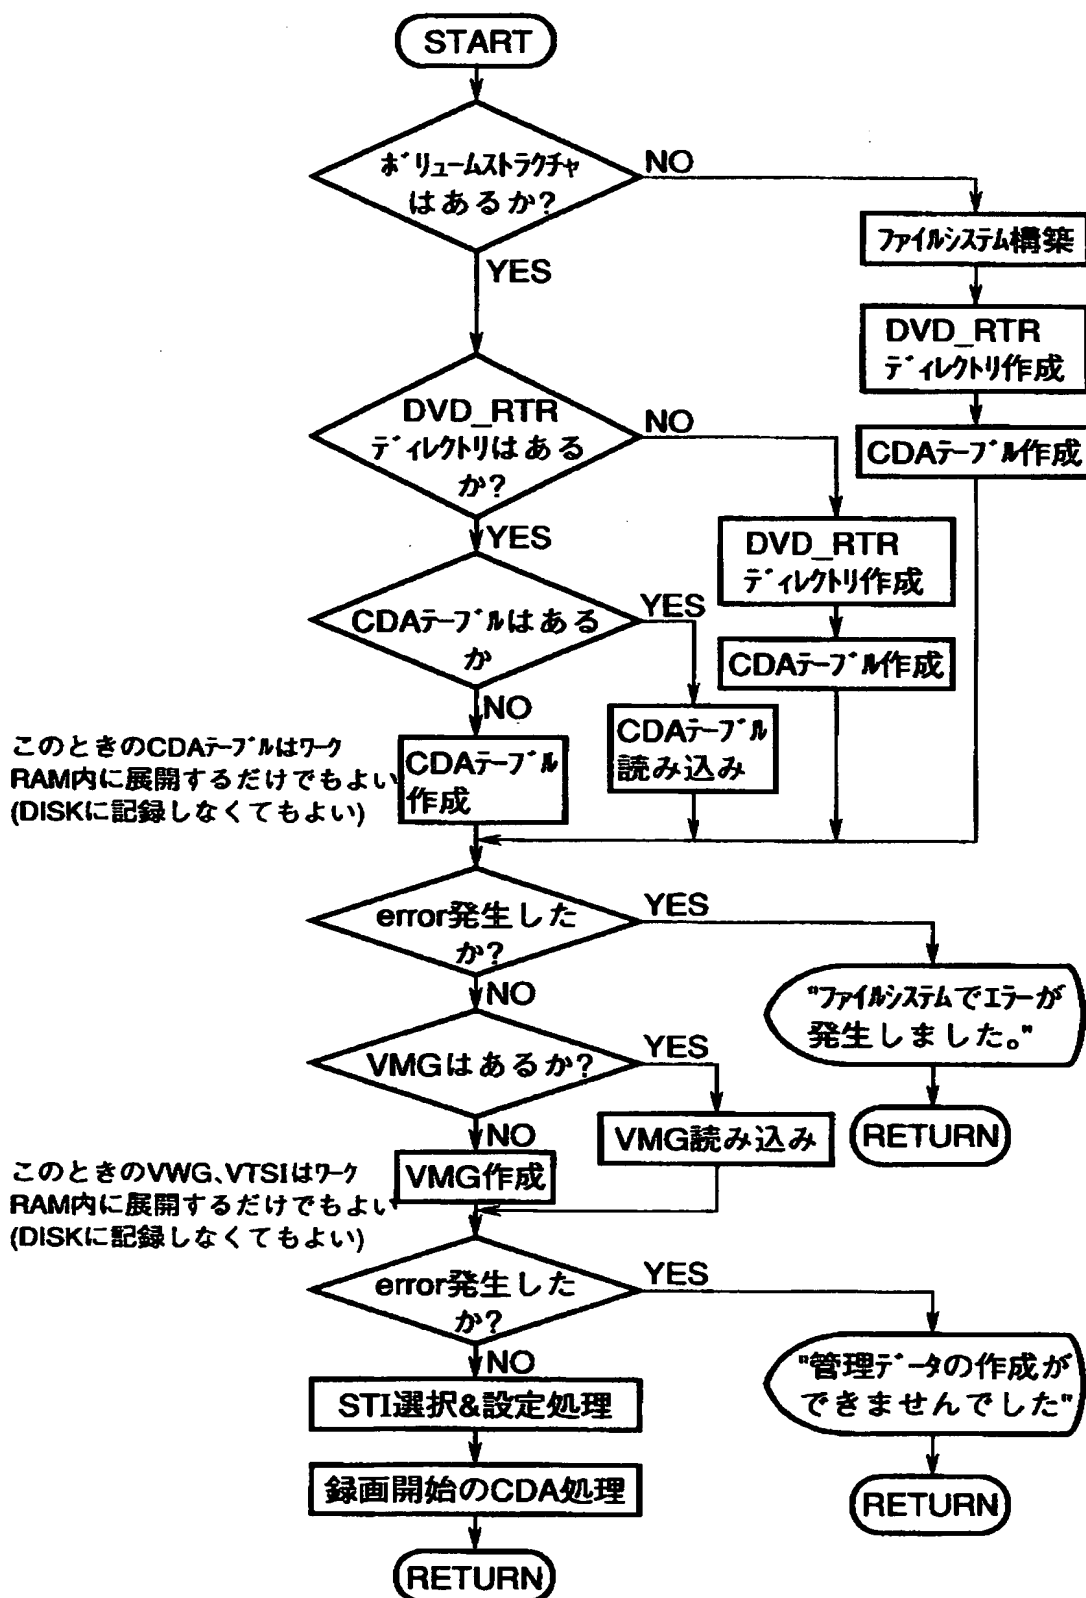 START
ボリュームストラクチャ
はあるか?
NO
YES
ファイルシステム構築
DVD_RTR
ディレクトリ作成
CDAテーブル作成
DVD_RTR
ディレクトリはある
か?
NO
YES
DVD_RTR
ディレクトリ作成
CDAテーブル作成
CDAテーブルはある
か
YES
NO
CDAテーブル
読み込み
このときのCDAテーブルはワーク
RAM内に展開するだけでもよい
(DISKに記録しなくてもよい)
CDAテーブル
作成
error発生した
か?
YES
NO
"ファイルシステムでエラーが
発生しました。"
RETURN
VMGはあるか?
YES
NO
VMG読み込み
このときのVWG、VTSIはワーク
RAM内に展開するだけでもよい
(DISKに記録しなくてもよい)
VMG作成
error発生した
か?
YES
NO
"管理データの作成が
できませんでした"
RETURN
STI選択&設定処理
録画開始のCDA処理
RETURN